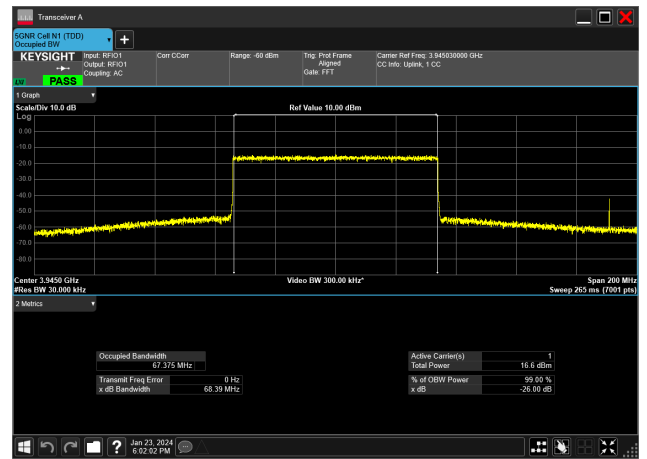 Transceiver A
5GNR Cell N1 (TDD)
Occupied BW
KEYSIGHT
LW
PASS
Input: RFIO1
Output: RFIO1
Coupling: AC
Corr CCorr
Range: -60 dBm
Trig: Prot Frame
Aligned
Gate: FFT
Carrier Ref Freq: 3.945030000 GHz
CC Info: Uplink, 1 CC
1 Graph
Scale/Div 10.0 dB
Ref Value 10.00 dBm
Log
0.00
-10.0
-20.0
-30.0
-40.0
-50.0
-60.0
-70.0
-80.0
Center 3.9450 GHz
Video BW 300.00 kHz*
Span 200 MHz
#Res BW 30.000 kHz
Sweep 265 ms (7001 pts)
2 Metrics
Occupied Bandwidth
67.375 MHz
Active Carrier(s) 1
Total Power 16.6 dBm
Transmit Freq Error 0 Hz
x dB Bandwidth 68.39 MHz
% of OBW Power 99.00 %
x dB -26.00 dB
Jan 23, 2024
6:02:02 PM